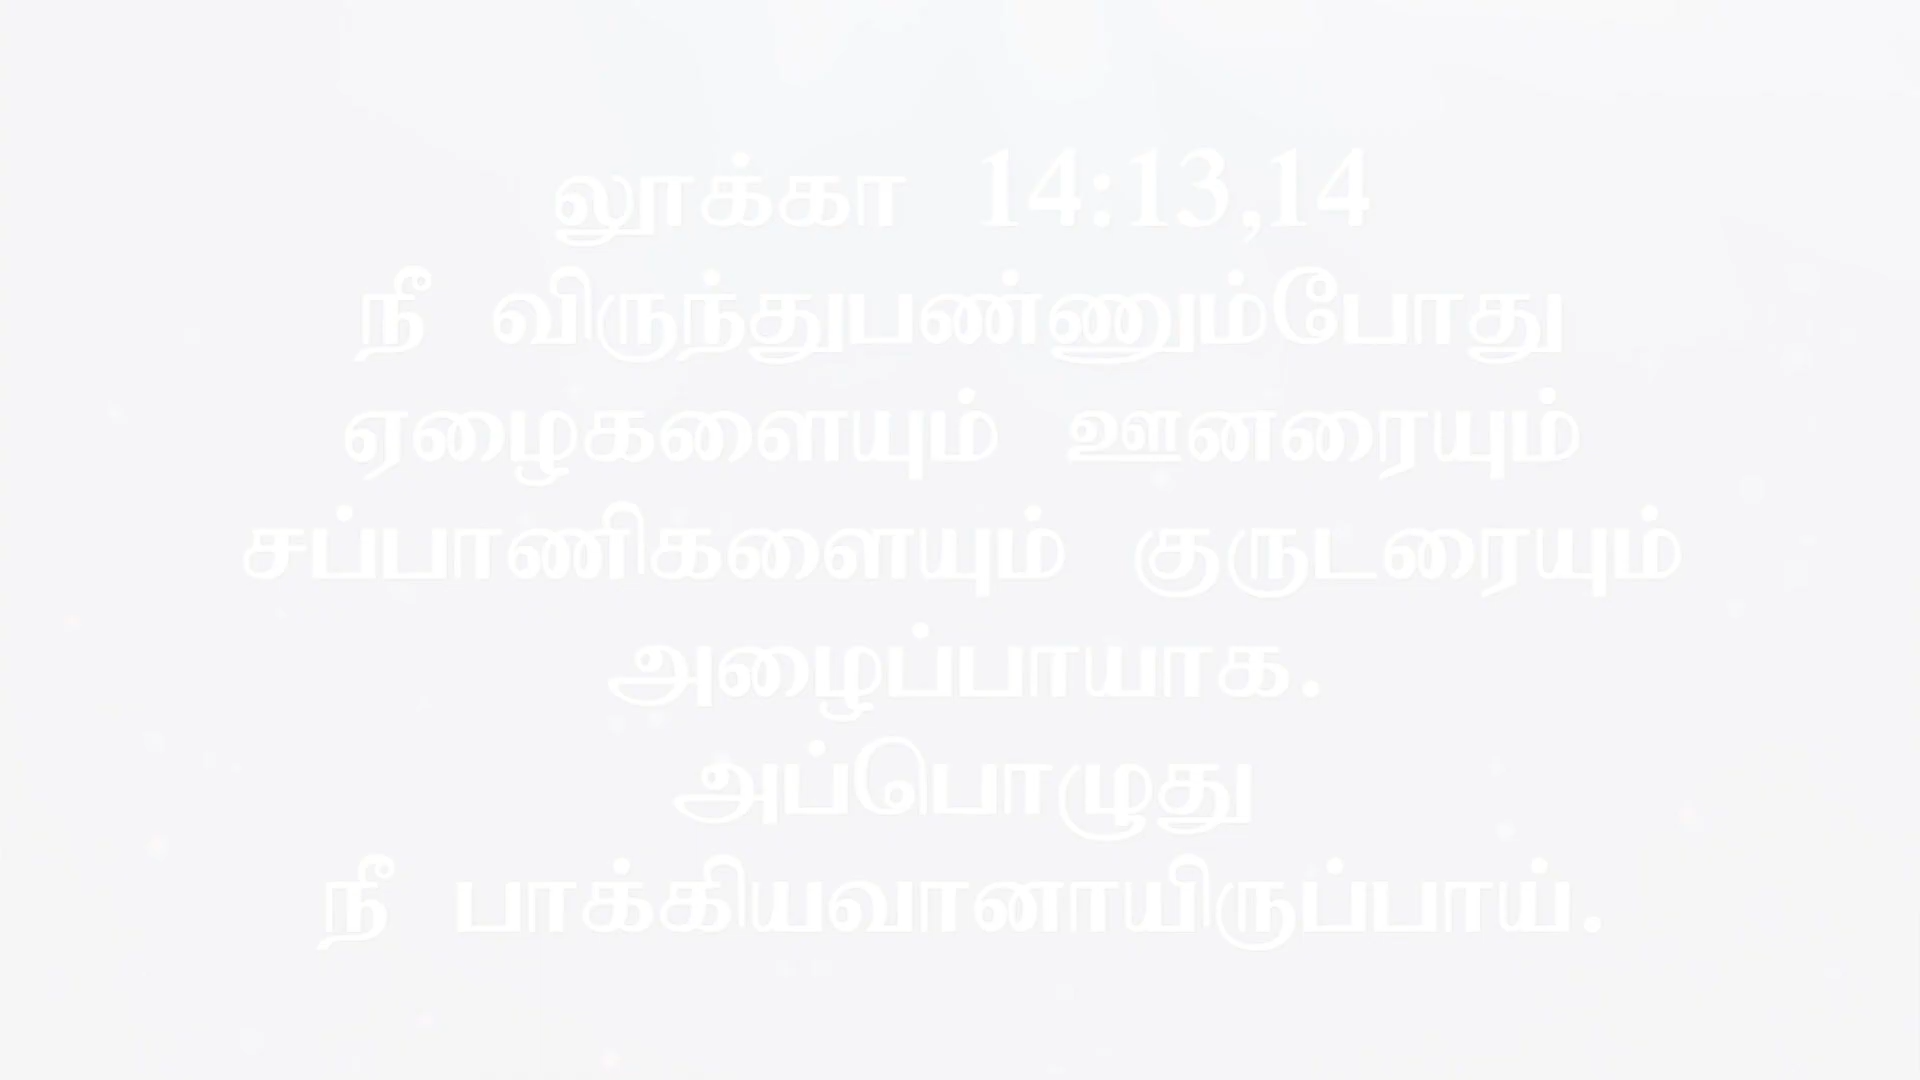 லூக்கா 14:13,14
நீ விருந்துபண்ணும்போது
ஏழைகளையும் ஊனரையும்
சப்பாணிகளையும் குருடரையும்
அழைப்பாயாக.
அப்பொழுது
நீ பாக்கியவானாயிருப்பாய்.